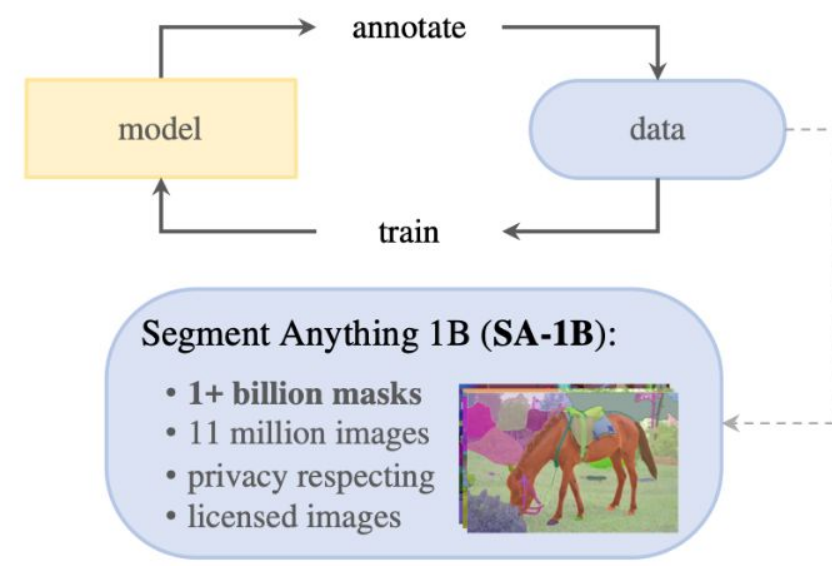 annotate
model
data
train
Segment Anything 1B (SA-1B):
• 1+ billion masks
• 11 million images
• privacy respecting
• licensed images